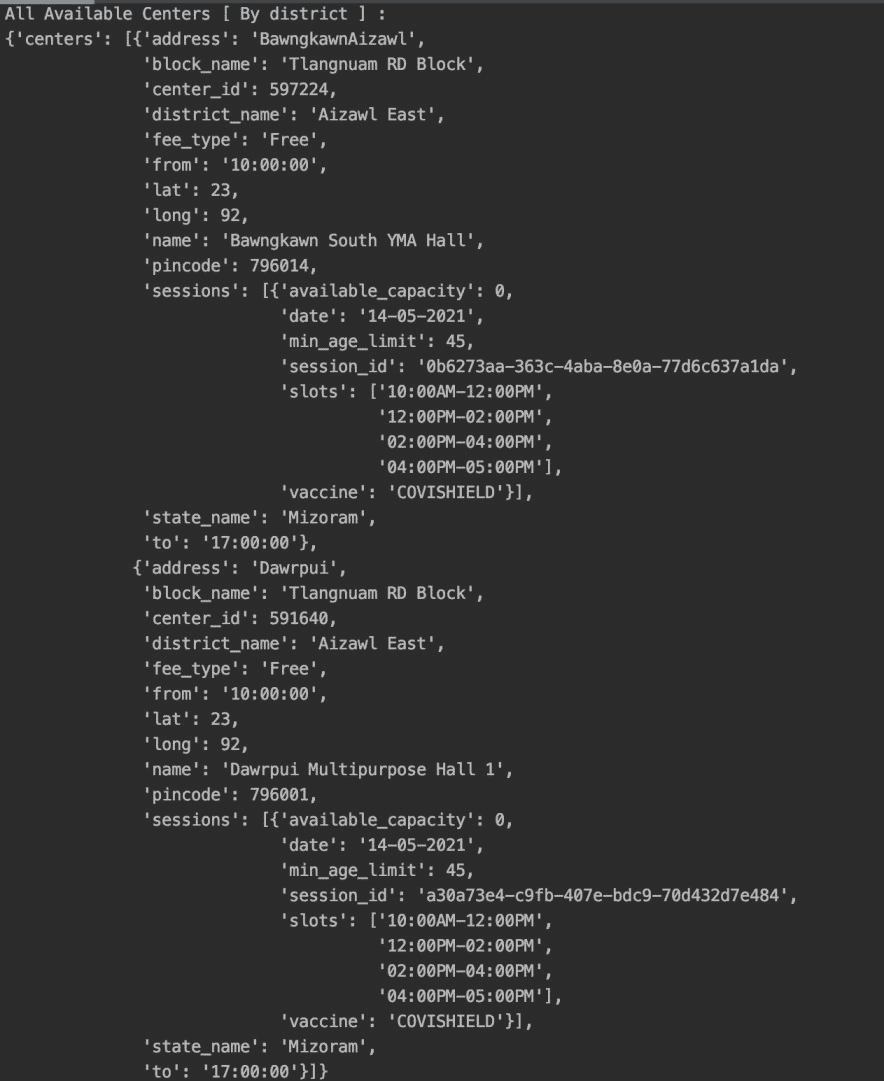 All Available Centers [ By district ] :
{'centers': [{'address': 'BawngkawnAizawl',
'block_name': 'Tlangnuam RD Block',
'center_id': 597224,
'district_name': 'Aizawl East',
'fee_type': 'Free',
'from': '10:00:00',
'lat': 23,
'long': 92,
'name': 'Bawngkawn South YMA Hall',
'pincode': 796014,
'sessions': [{'available_capacity': 0,
'date': '14-05-2021',
'min_age_limit': 45,
'session_id': '0b6273aa-363c-4aba-8e0a-77d6c637a1da',
'slots': ['10:00AM-12:00PM',
'12:00PM-02:00PM',
'02:00PM-04:00PM',
'04:00PM-05:00PM'],
'vaccine': 'COVISHIELD'}],
'state_name': 'Mizoram',
'to': '17:00:00'},
{'address': 'Dawrpui',
'block_name': 'Tlangnuam RD Block',
'center_id': 591640,
'district_name': 'Aizawl East',
'fee_type': 'Free',
'from': '10:00:00',
'lat': 23,
'long': 92,
'name': 'Dawrpui Multipurpose Hall 1',
'pincode': 796001,
'sessions': [{'available_capacity': 0,
'date': '14-05-2021',
'min_age_limit': 45,
'session_id': 'a30a73e4-c9fb-407e-bdc9-70d432d7e484',
'slots': ['10:00AM-12:00PM',
'12:00PM-02:00PM',
'02:00PM-04:00PM',
'04:00PM-05:00PM'],
'vaccine': 'COVISHIELD'}],
'state_name': 'Mizoram',
'to': '17:00:00'}]}